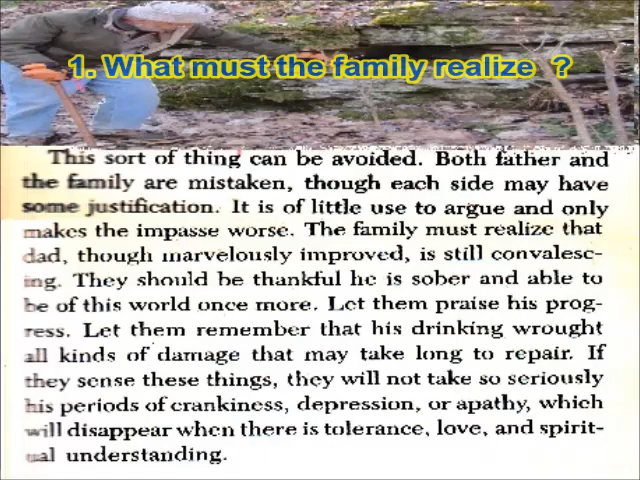 1. What must the family realize ?
This sort of thing can be avoided. Both father and
the family are mistaken, though each side may have
some justification. It is of little use to argue and only
makes the impasse worse. The family must realize that
dad, though marvelously improved, is still convalesc-
ing. They should be thankful he is sober and able to
be of this world once more. Let them praise his prog-
ress. Let them remember that his drinking wrought
all kinds of damage that may take long to repair. If
they sense these things, they will not take so seriously
his periods of crankiness, depression, or apathy, which
will disappear when there is tolerance, love, and spirit-
ual understanding.